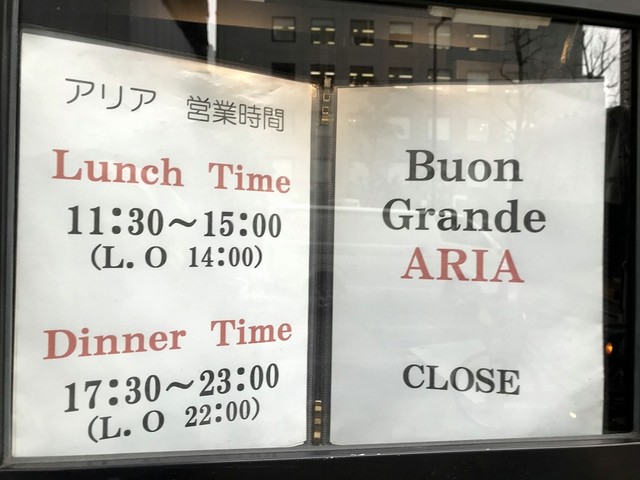 アリア 営業時間
Lunch Time
11:30～15:00
(L.O 14:00)
Dinner Time
17:30～23:00
(L.O 22:00)
Buon
Grande
ARIA
CLOSE